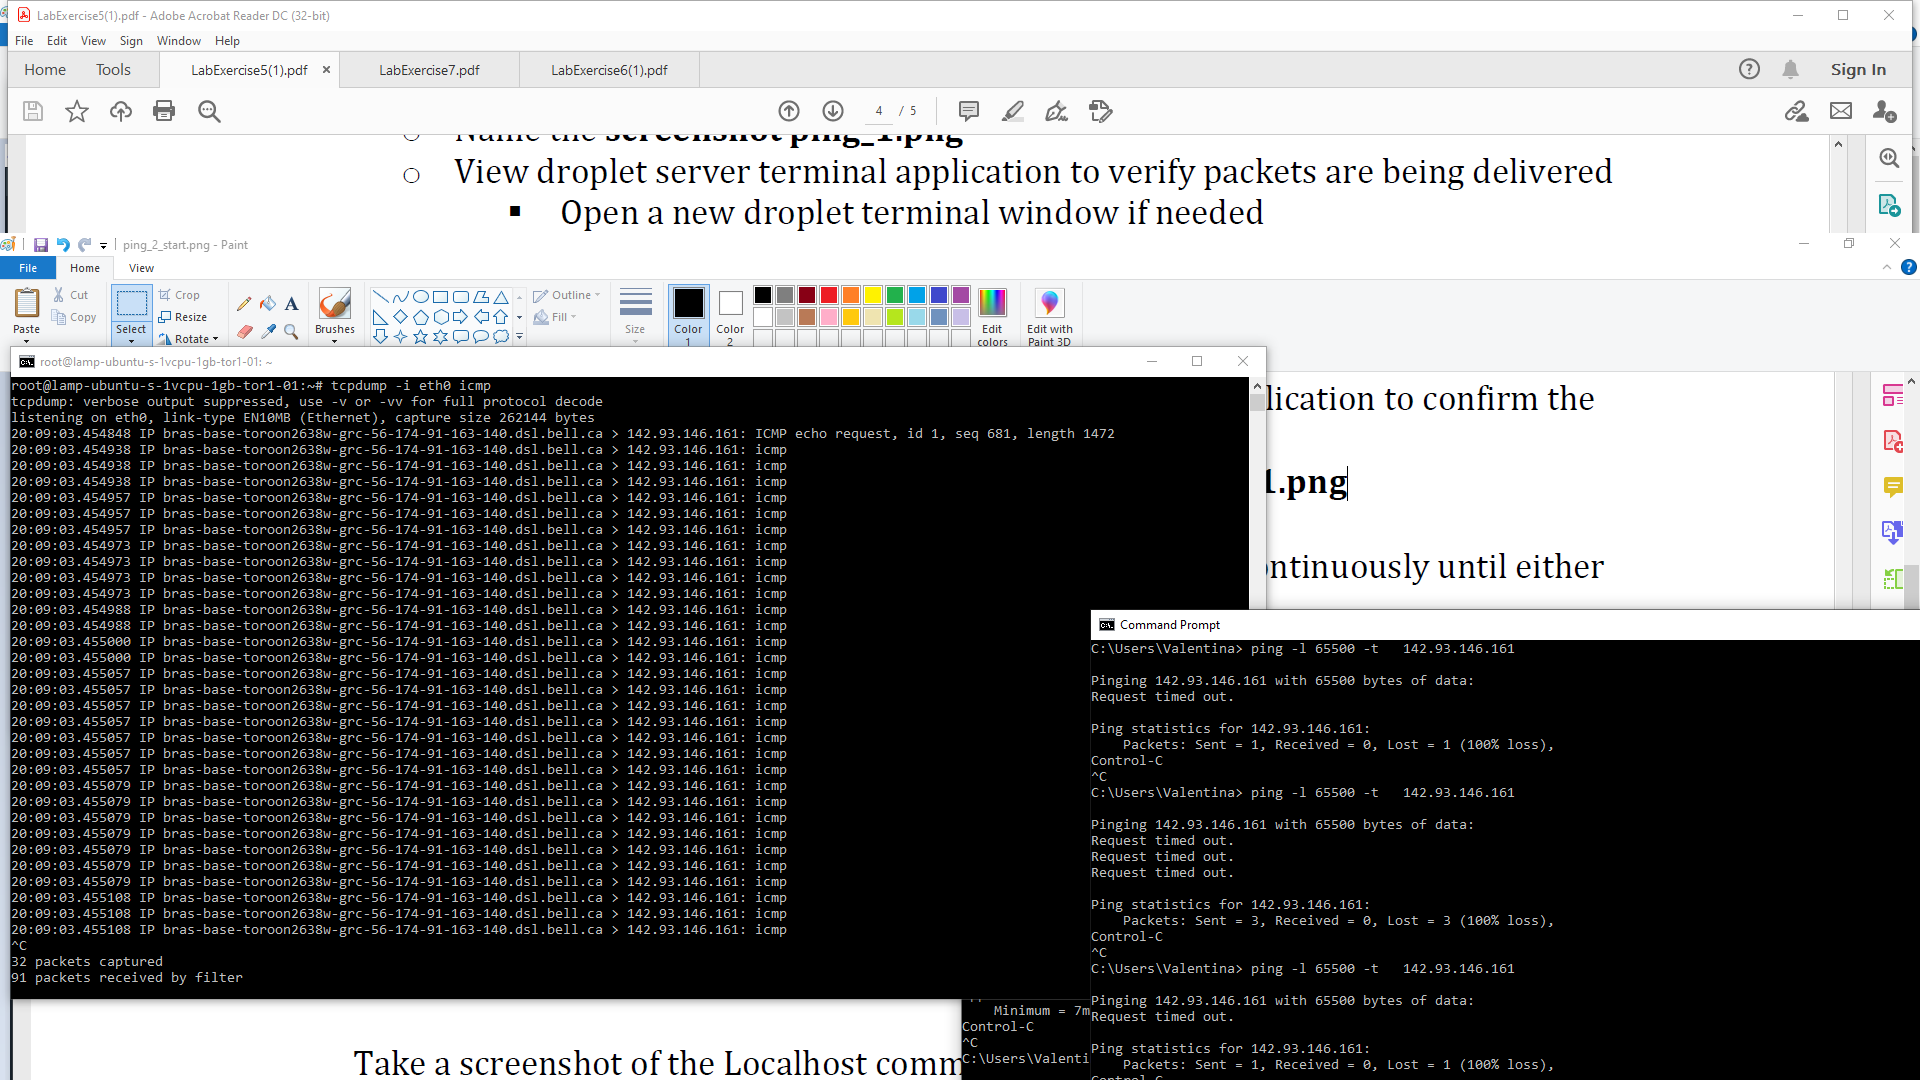 LabExercise5(1).pdf - Adobe Acrobat Reader DC (32-bit)
File Edit View Sign Window Help
Home Tools LabExercise5(1).pdf × LabExercise7.pdf LabExercise6(1).pdf Sign In
4 / 5
Name the screenshot ping_1.png
View droplet server terminal application to verify packets are being delivered
Open a new droplet terminal window if needed
ping_2_start.png - Paint
File Home View
Paste Cut Copy Select Crop Resize Rotate Brushes Outline Fill Size Color 1 Color 2 Edit colors Edit with Paint 3D
root@lamp-ubuntu-s-1vcpu-1gb-tor1-01: ~
root@lamp-ubuntu-s-1vcpu-1gb-tor1-01:~# tcpdump -i eth0 icmp
tcpdump: verbose output suppressed, use -v or -vv for full protocol decode
listening on eth0, link-type EN10MB (Ethernet), capture size 262144 bytes
20:09:03.454848 IP bras-base-toroon2638w-grc-56-174-91-163-140.dsl.bell.ca > 142.93.146.161: ICMP echo request, id 1, seq 681, length 1472
20:09:03.454938 IP bras-base-toroon2638w-grc-56-174-91-163-140.dsl.bell.ca > 142.93.146.161: icmp
20:09:03.454938 IP bras-base-toroon2638w-grc-56-174-91-163-140.dsl.bell.ca > 142.93.146.161: icmp
20:09:03.454938 IP bras-base-toroon2638w-grc-56-174-91-163-140.dsl.bell.ca > 142.93.146.161: icmp
20:09:03.454957 IP bras-base-toroon2638w-grc-56-174-91-163-140.dsl.bell.ca > 142.93.146.161: icmp
20:09:03.454957 IP bras-base-toroon2638w-grc-56-174-91-163-140.dsl.bell.ca > 142.93.146.161: icmp
20:09:03.454957 IP bras-base-toroon2638w-grc-56-174-91-163-140.dsl.bell.ca > 142.93.146.161: icmp
20:09:03.454973 IP bras-base-toroon2638w-grc-56-174-91-163-140.dsl.bell.ca > 142.93.146.161: icmp
20:09:03.454973 IP bras-base-toroon2638w-grc-56-174-91-163-140.dsl.bell.ca > 142.93.146.161: icmp
20:09:03.454973 IP bras-base-toroon2638w-grc-56-174-91-163-140.dsl.bell.ca > 142.93.146.161: icmp
20:09:03.454973 IP bras-base-toroon2638w-grc-56-174-91-163-140.dsl.bell.ca > 142.93.146.161: icmp
20:09:03.454988 IP bras-base-toroon2638w-grc-56-174-91-163-140.dsl.bell.ca > 142.93.146.161: icmp
20:09:03.454988 IP bras-base-toroon2638w-grc-56-174-91-163-140.dsl.bell.ca > 142.93.146.161: icmp
20:09:03.455000 IP bras-base-toroon2638w-grc-56-174-91-163-140.dsl.bell.ca > 142.93.146.161: icmp
20:09:03.455000 IP bras-base-toroon2638w-grc-56-174-91-163-140.dsl.bell.ca > 142.93.146.161: icmp
20:09:03.455057 IP bras-base-toroon2638w-grc-56-174-91-163-140.dsl.bell.ca > 142.93.146.161: icmp
20:09:03.455057 IP bras-base-toroon2638w-grc-56-174-91-163-140.dsl.bell.ca > 142.93.146.161: icmp
20:09:03.455057 IP bras-base-toroon2638w-grc-56-174-91-163-140.dsl.bell.ca > 142.93.146.161: icmp
20:09:03.455057 IP bras-base-toroon2638w-grc-56-174-91-163-140.dsl.bell.ca > 142.93.146.161: icmp
20:09:03.455057 IP bras-base-toroon2638w-grc-56-174-91-163-140.dsl.bell.ca > 142.93.146.161: icmp
20:09:03.455057 IP bras-base-toroon2638w-grc-56-174-91-163-140.dsl.bell.ca > 142.93.146.161: icmp
20:09:03.455057 IP bras-base-toroon2638w-grc-56-174-91-163-140.dsl.bell.ca > 142.93.146.161: icmp
20:09:03.455079 IP bras-base-toroon2638w-grc-56-174-91-163-140.dsl.bell.ca > 142.93.146.161: icmp
20:09:03.455079 IP bras-base-toroon2638w-grc-56-174-91-163-140.dsl.bell.ca > 142.93.146.161: icmp
20:09:03.455079 IP bras-base-toroon2638w-grc-56-174-91-163-140.dsl.bell.ca > 142.93.146.161: icmp
20:09:03.455079 IP bras-base-toroon2638w-grc-56-174-91-163-140.dsl.bell.ca > 142.93.146.161: icmp
20:09:03.455079 IP bras-base-toroon2638w-grc-56-174-91-163-140.dsl.bell.ca > 142.93.146.161: icmp
20:09:03.455079 IP bras-base-toroon2638w-grc-56-174-91-163-140.dsl.bell.ca > 142.93.146.161: icmp
20:09:03.455079 IP bras-base-toroon2638w-grc-56-174-91-163-140.dsl.bell.ca > 142.93.146.161: icmp
20:09:03.455108 IP bras-base-toroon2638w-grc-56-174-91-163-140.dsl.bell.ca > 142.93.146.161: icmp
20:09:03.455108 IP bras-base-toroon2638w-grc-56-174-91-163-140.dsl.bell.ca > 142.93.146.161: icmp
20:09:03.455108 IP bras-base-toroon2638w-grc-56-174-91-163-140.dsl.bell.ca > 142.93.146.161: icmp
^C
32 packets captured
91 packets received by filter
lication to confirm the
1.png
ontinuously until either
Command Prompt
C:\Users\Valentina> ping -l 65500 -t   142.93.146.161
Pinging 142.93.146.161 with 65500 bytes of data:
Request timed out.
Ping statistics for 142.93.146.161:
Packets: Sent = 1, Received = 0, Lost = 1 (100% loss),
Control-C
^C
C:\Users\Valentina> ping -l 65500 -t   142.93.146.161
Pinging 142.93.146.161 with 65500 bytes of data:
Request timed out.
Request timed out.
Request timed out.
Ping statistics for 142.93.146.161:
Packets: Sent = 3, Received = 0, Lost = 3 (100% loss),
Control-C
^C
C:\Users\Valentina> ping -l 65500 -t   142.93.146.161
Pinging 142.93.146.161 with 65500 bytes of data:
Request timed out.
Ping statistics for 142.93.146.161:
Packets: Sent = 1, Received = 0, Lost = 1 (100% loss),
Control-C
Minimum = 7m
Control-C
^C
C:\Users\Valenti
Take a screenshot of the Localhost comm